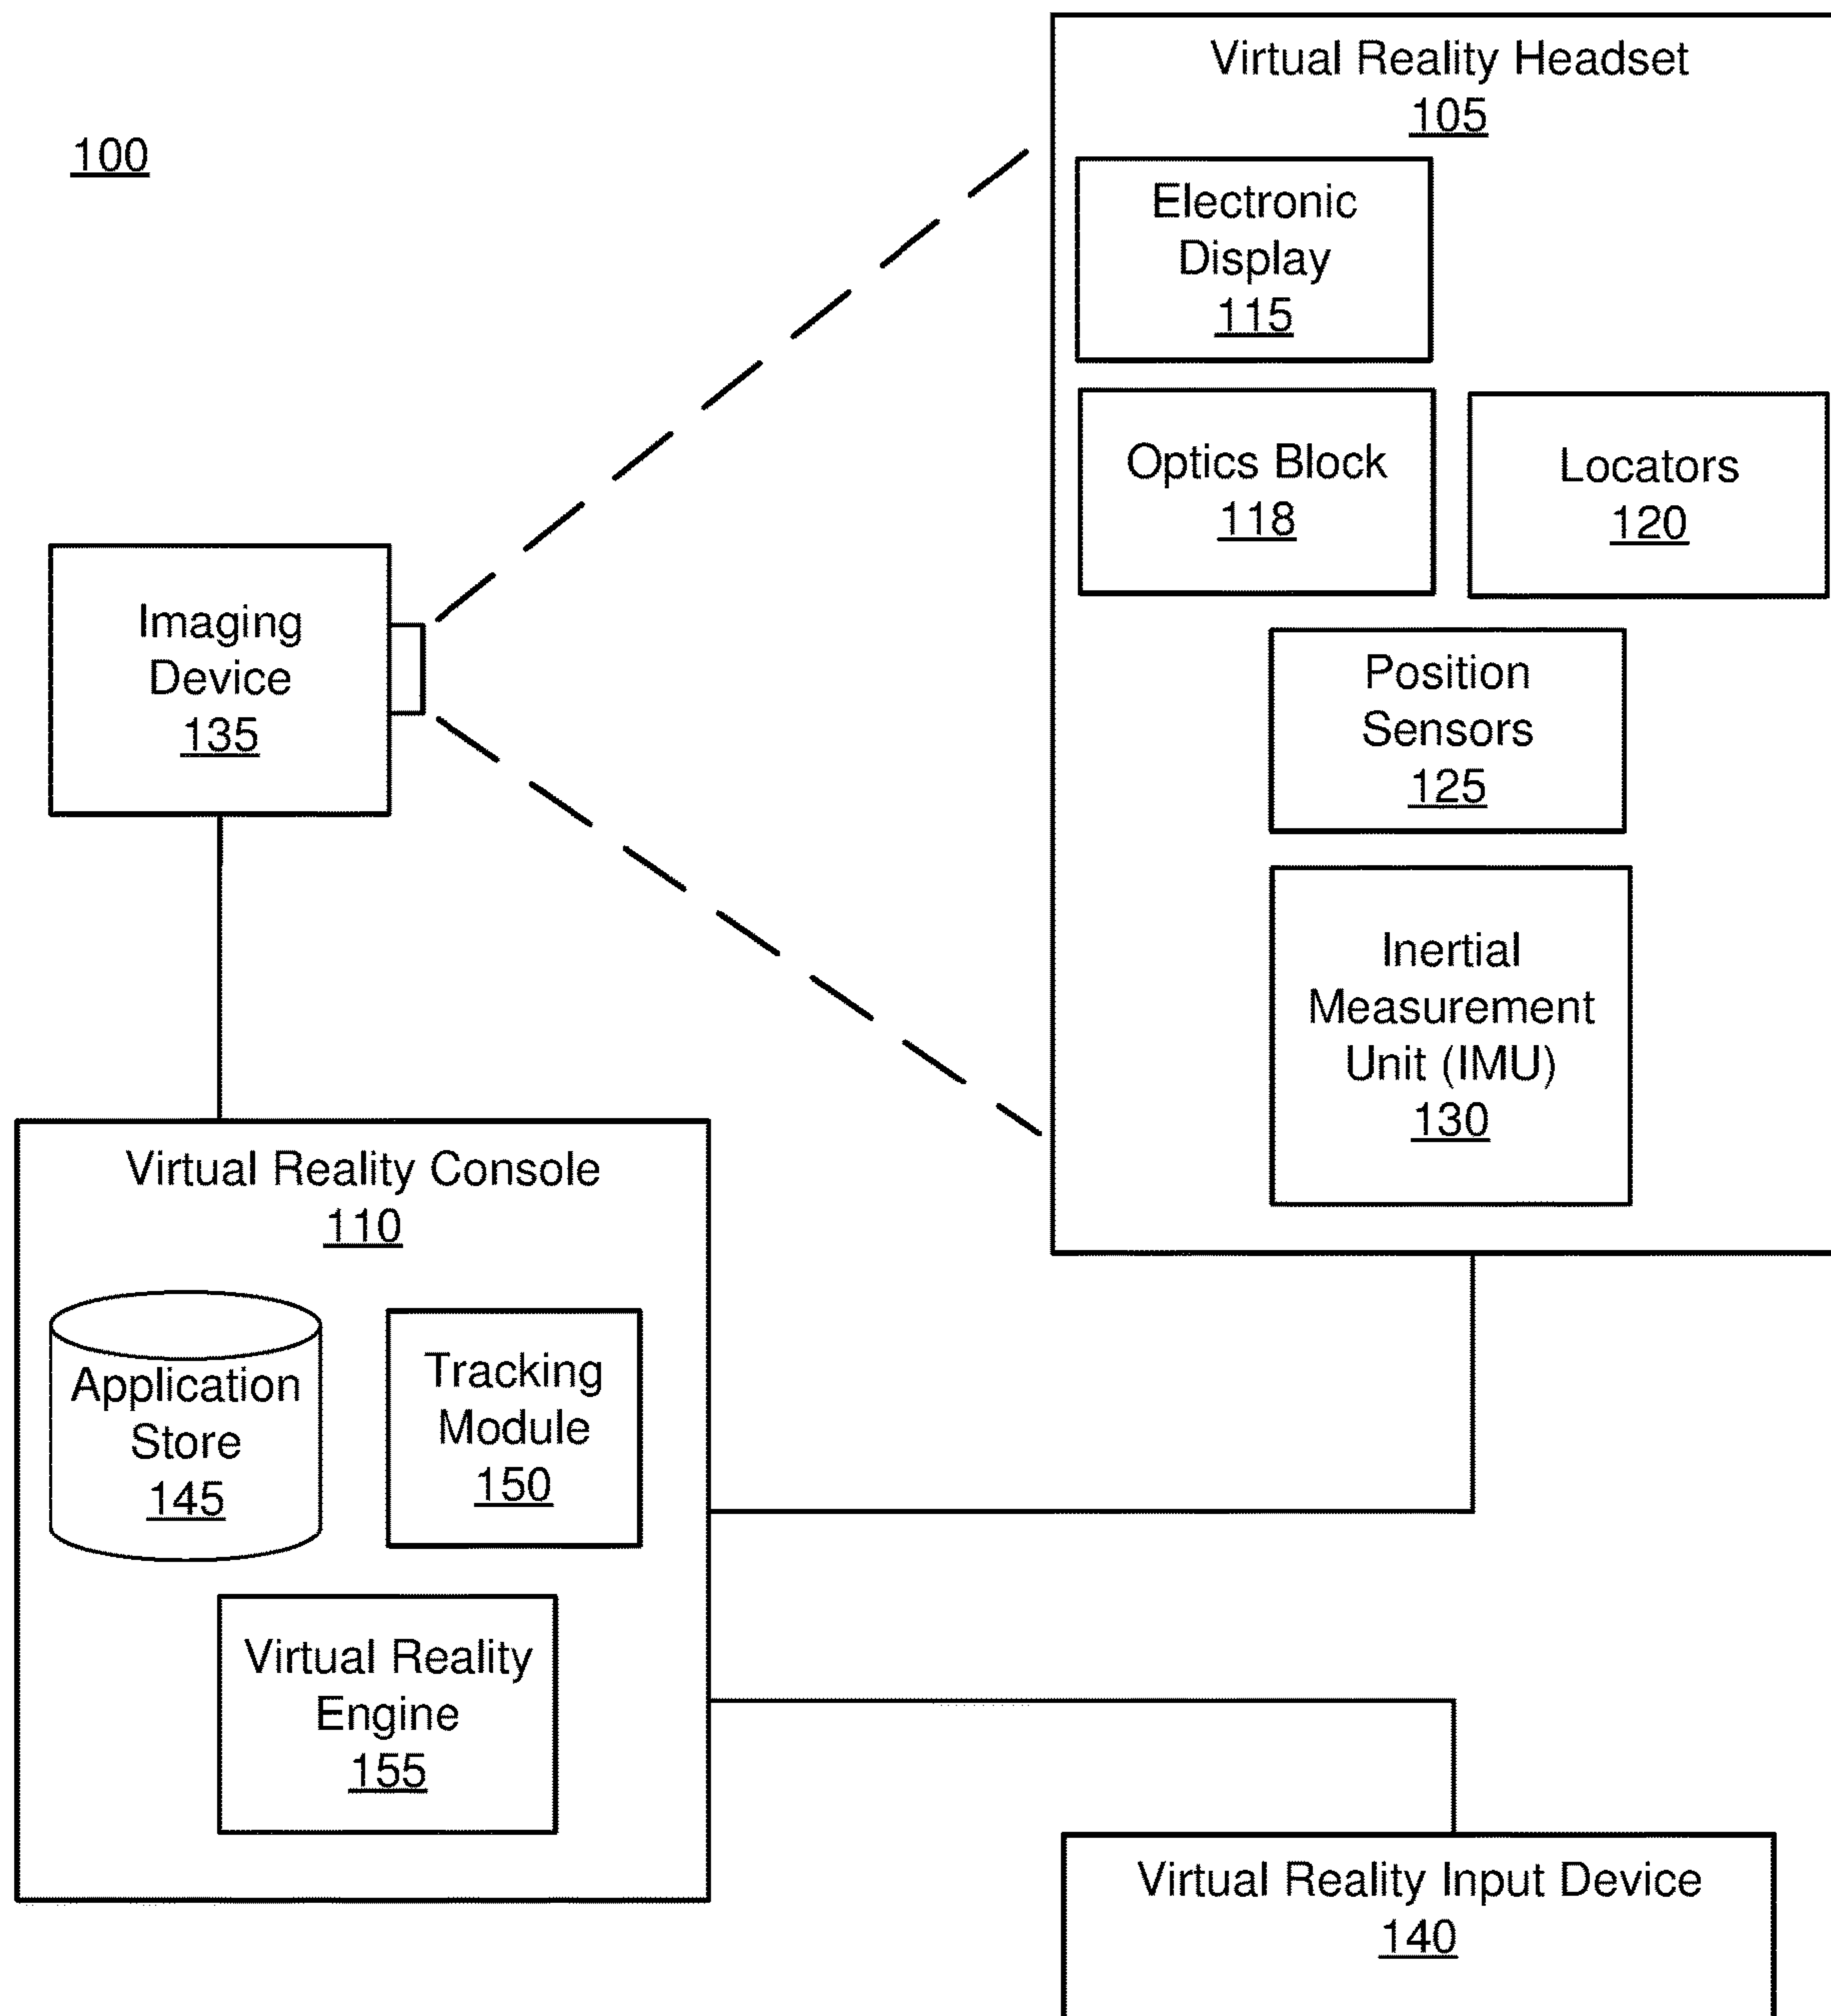 100
Virtual Reality Headset
105
Electronic
Display
115
Optics Block
118
Locators
120
Position
Sensors
125
Inertial
Measurement
Unit (IMU)
130
Imaging
Device
135
Virtual Reality Console
110
Application
Store
145
Tracking
Module
150
Virtual Reality
Engine
155
Virtual Reality Input Device
140